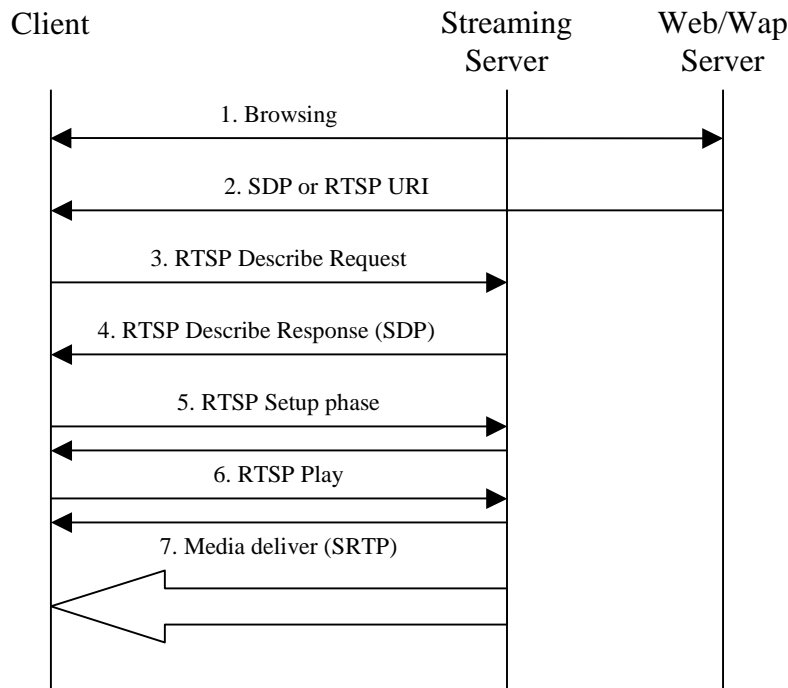 Client
Streaming
Server
Web/Wap
Server
1. Browsing
2. SDP or RTSP URI
3. RTSP Describe Request
4. RTSP Describe Response (SDP)
5. RTSP Setup phase
6. RTSP Play
7. Media deliver (SRTP)